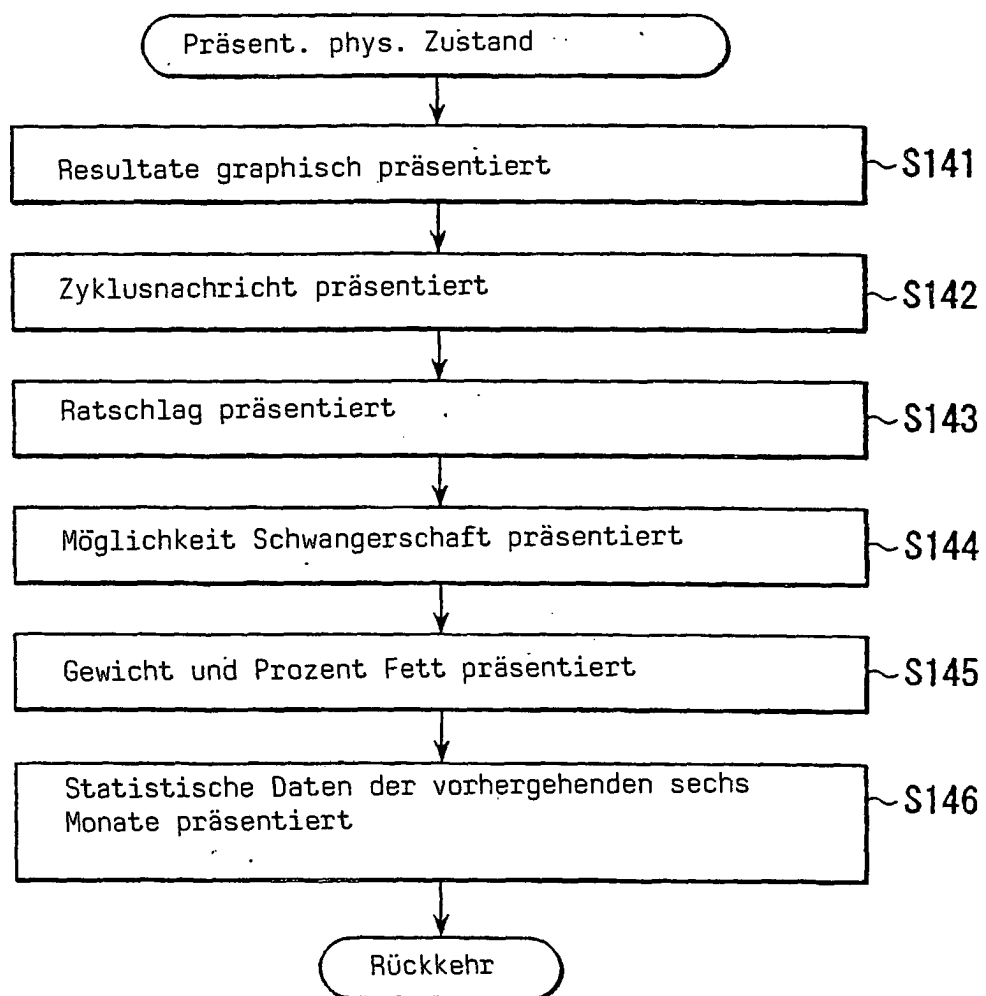 Präsent. phys. Zustand
Resultate graphisch präsentiert
S141
Zyklusnachricht präsentiert
S142
Ratschlag präsentiert
S143
Möglichkeit Schwangerschaft präsentiert
S144
Gewicht und Prozent Fett präsentiert
S145
Statistische Daten der vorhergehenden sechs
Monate präsentiert
S146
Rückkehr